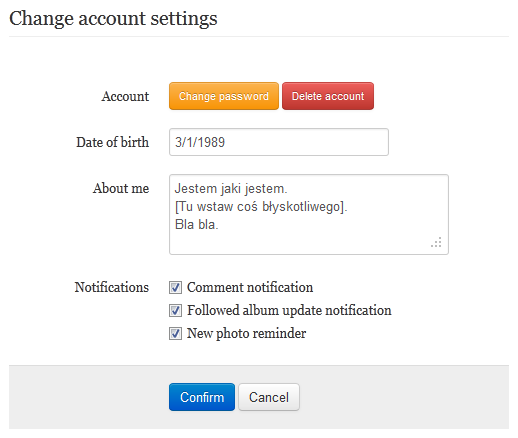 Change account settings
Account Change password Delete account
Date of birth 3/1/1989
About me Jestem jaki jestem.
[Tu wstaw coś błyskotliwego].
Bla bla.
Notifications Comment notification
Followed album update notification
New photo reminder
Confirm Cancel